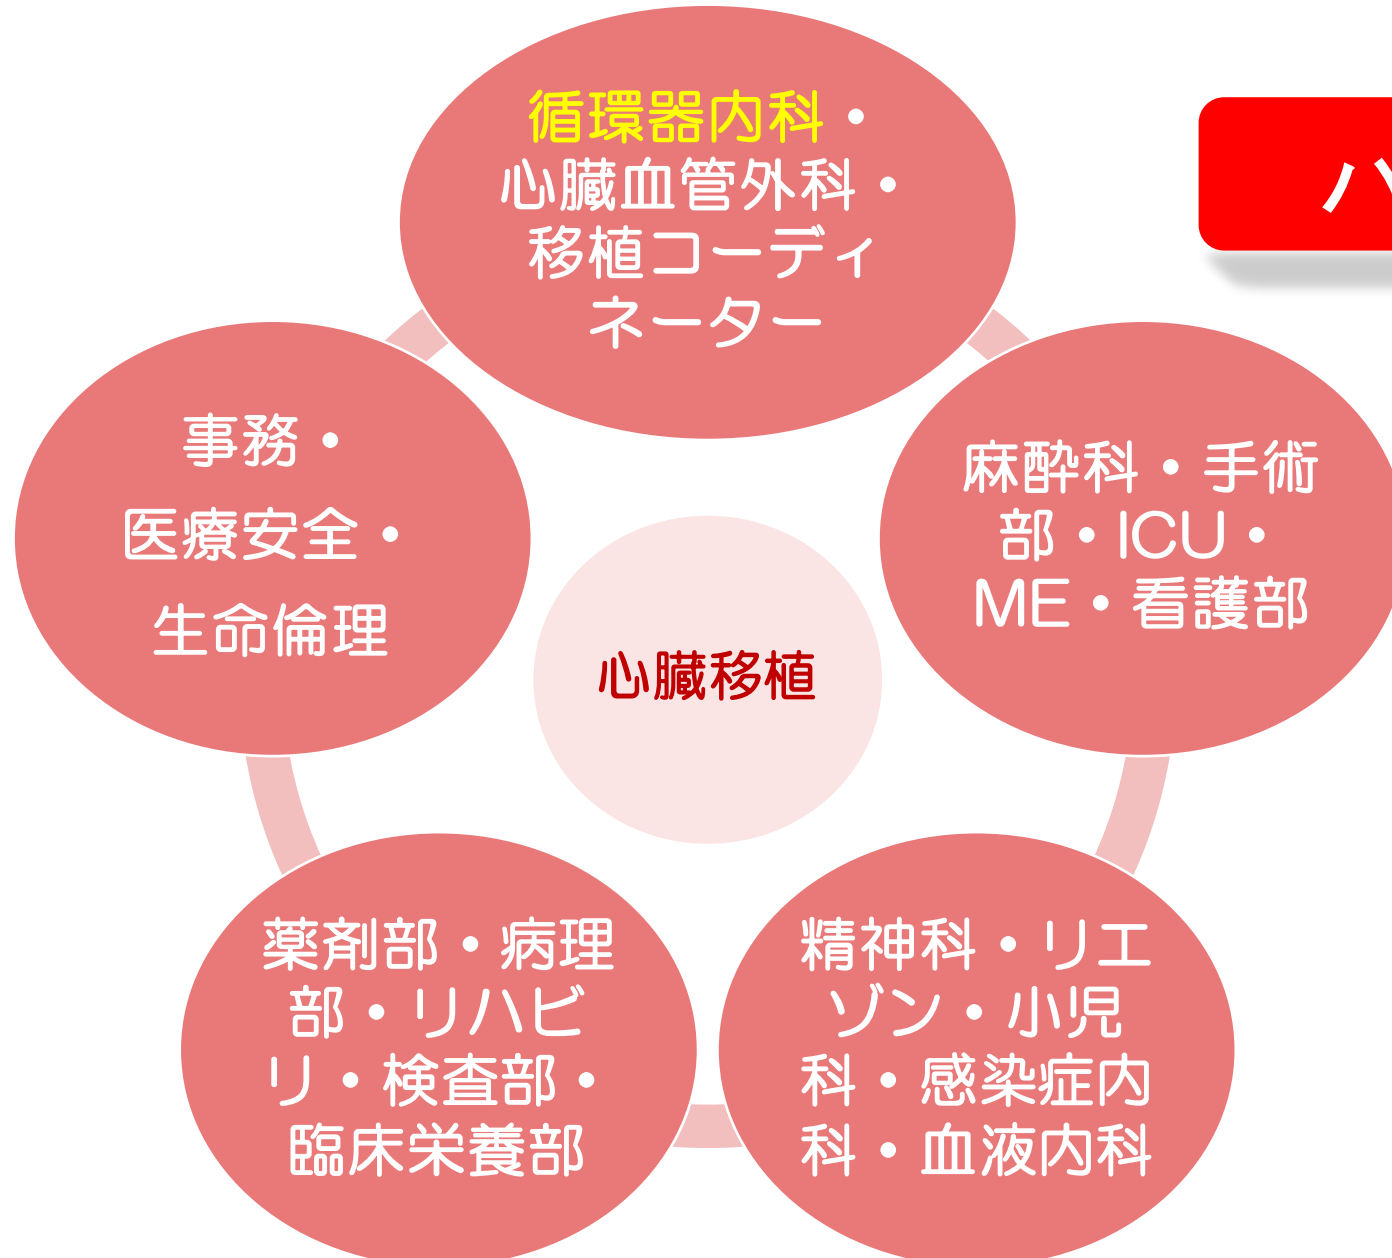 循環器内科・
心臓血管外科・
移植コーディ
ネーター
ハ
事務・
医療安全・
生命倫理
麻酔科・手術
部・ICU・
ME・看護部
心臓移植
薬剤部・病理
部・リハビ
リ・検査部・
臨床栄養部
精神科・リエ
ゾン・小児
科・感染症内
科・血液内科